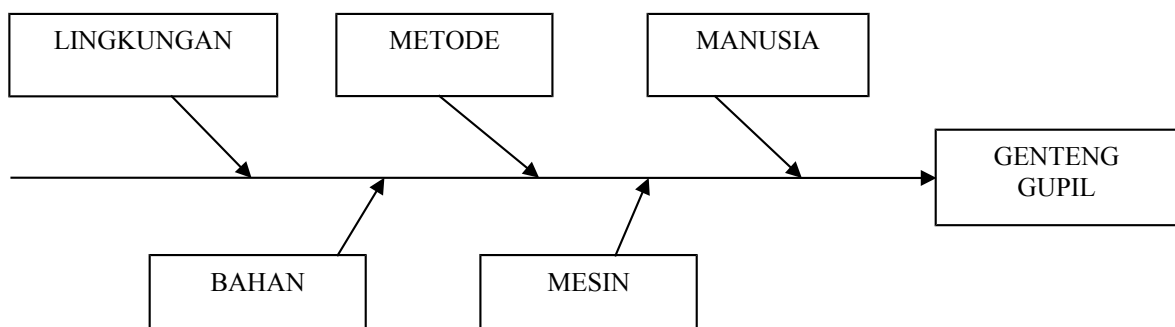 LINGKUNGAN
METODE
MANUSIA
GENTENG
GUPIL
BAHAN
MESIN